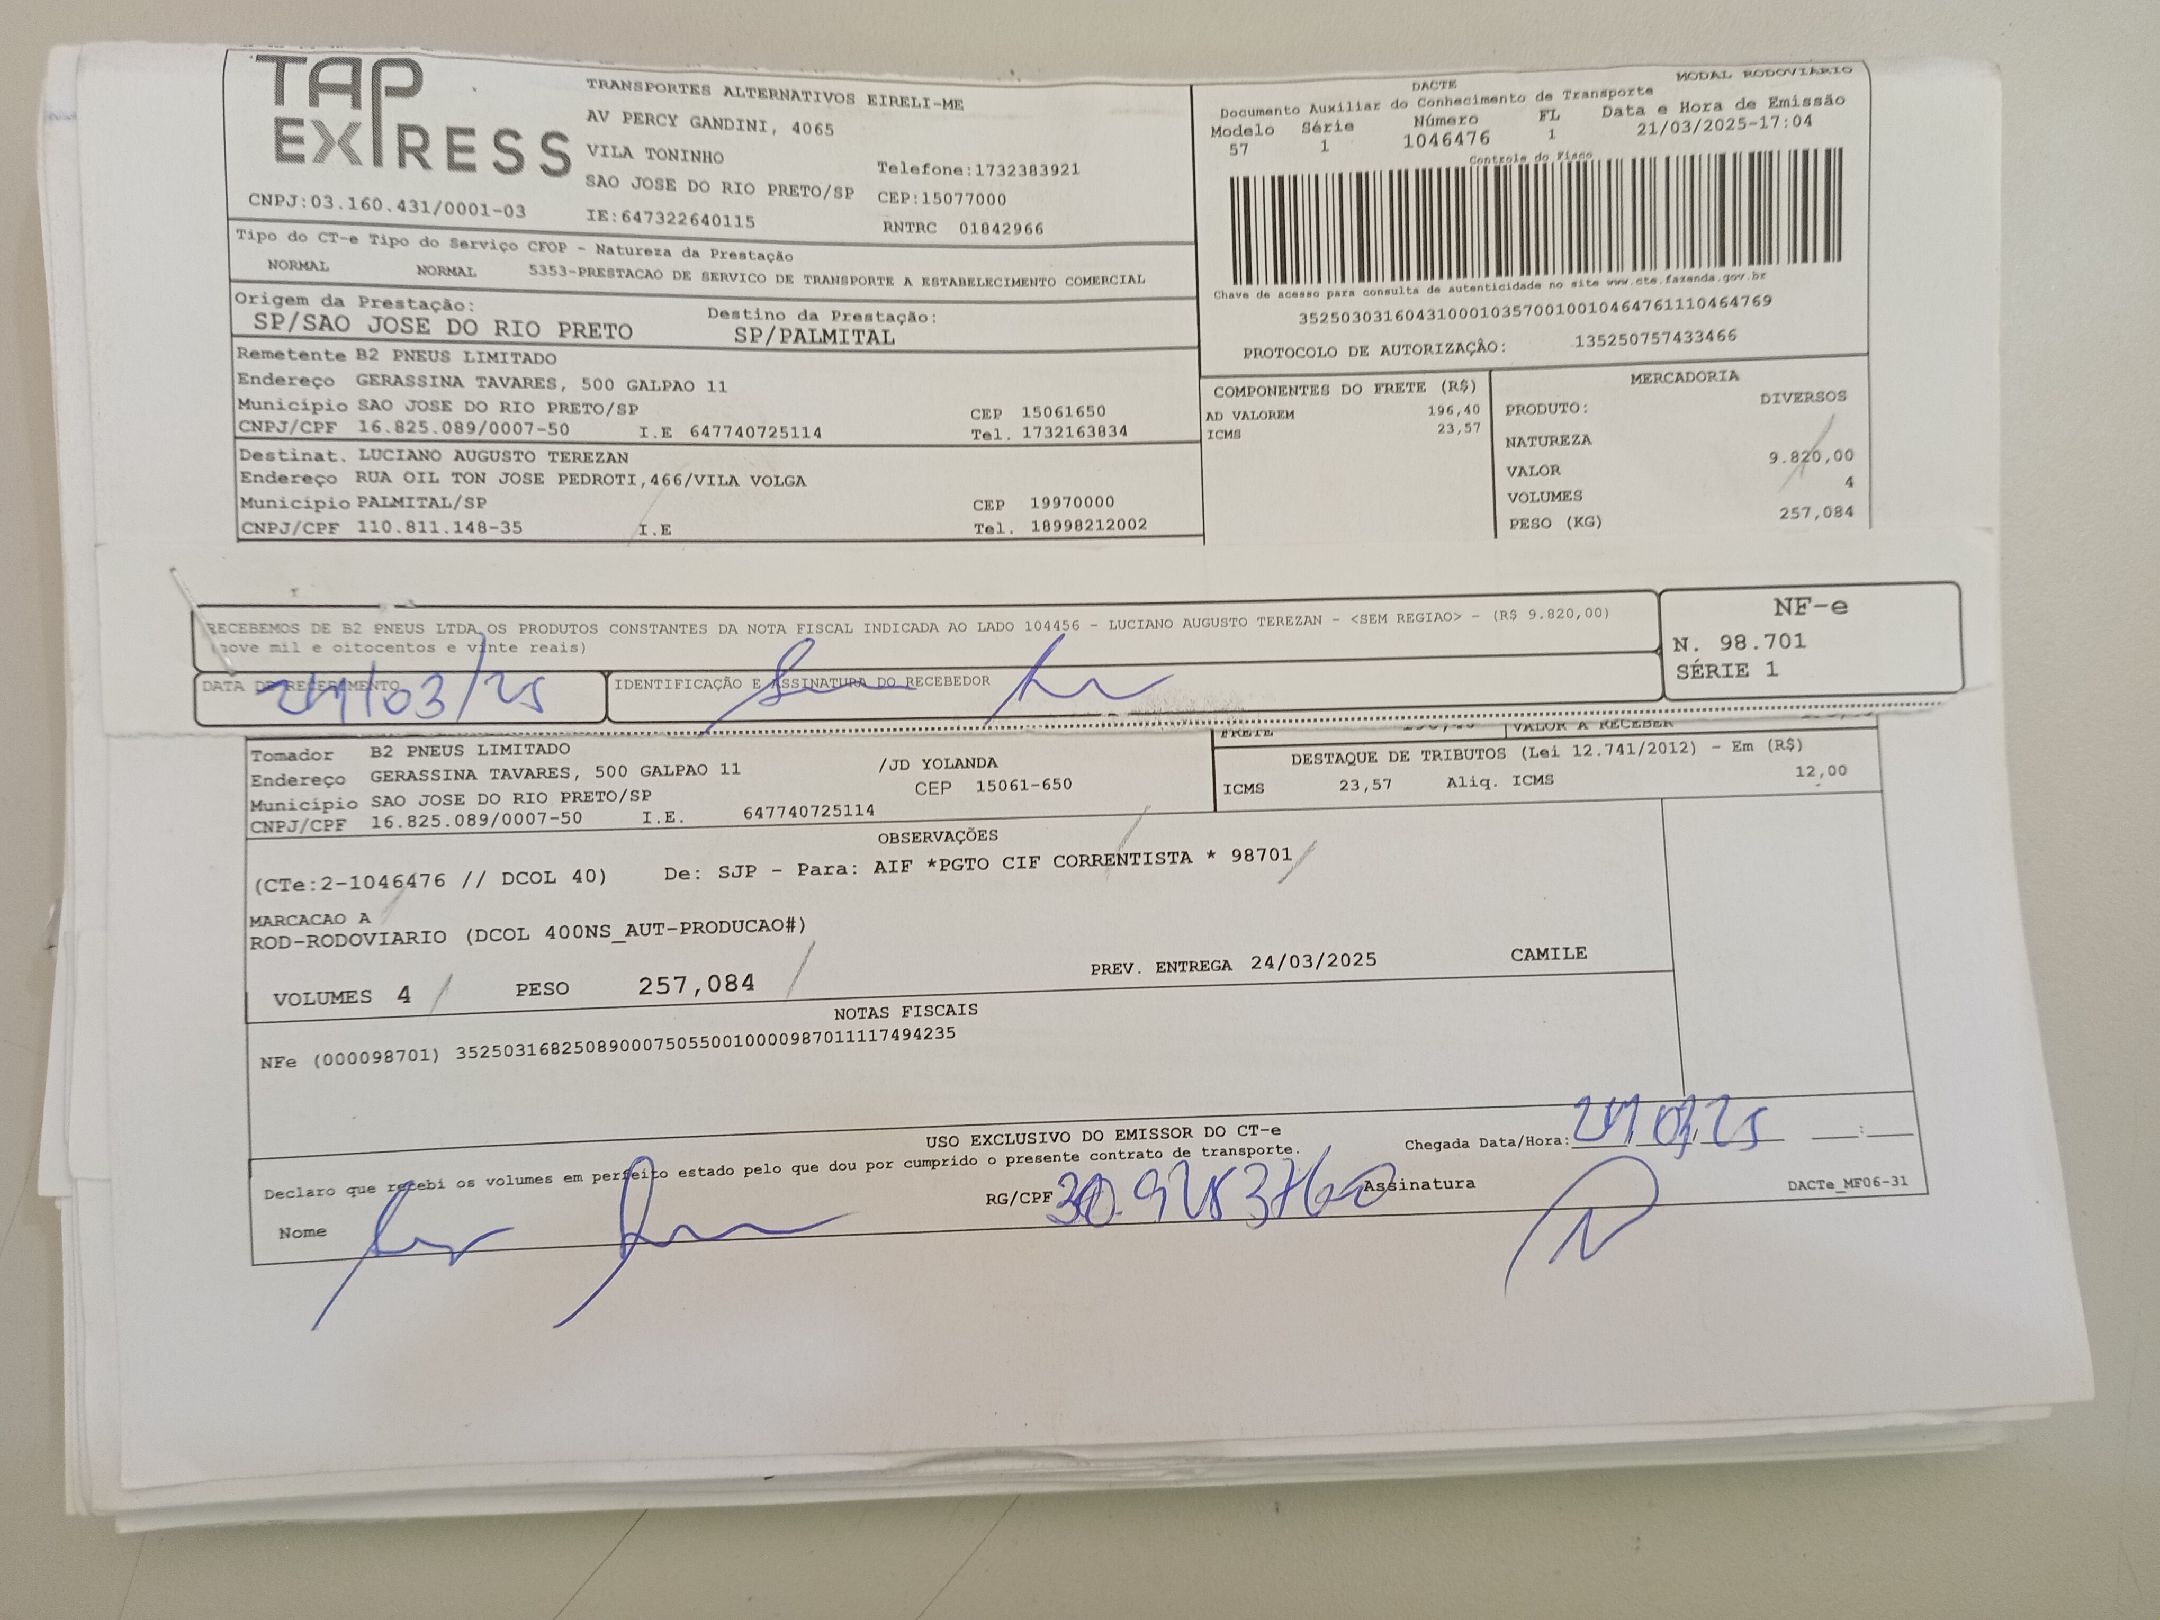 TAP EXPRESS
TRANSPORTES ALTERNATIVOS EIRELI-ME
AV PERCY GANDINI, 4065
VILA TONINHO
Telefone:1732383921
SAO JOSE DO RIO PRETO/SP CEP:15077000
CNPJ:03.160.431/0001-03 IE:647322640115 RNTRC 01842966
DACTE MODAL RODOVIÁRIO
Documento Auxiliar do Conhecimento de Transporte
Modelo Série Número FL Data e Hora de Emissão
57 1 1046476 1 21/03/2025-17:04
Controle do Fisco
Chave de acesso para consulta de autenticidade no site www.cte.fazenda.gov.br
35250303160431000103570010010464761110464769
PROTOCOLO DE AUTORIZAÇÂO: 135250757433466
Tipo do CT-e Tipo do Serviço CFOP - Natureza da Prestação
NORMAL NORMAL 5353-PRESTACAO DE SERVICO DE TRANSPORTE A ESTABELECIMENTO COMERCIAL
Origem da Prestação: Destino da Prestação:
SP/SAO JOSE DO RIO PRETO SP/PALMITAL
Remetente B2 PNEUS LIMITADO
Endereço GERASSINA TAVARES, 500 GALPAO 11
Município SAO JOSE DO RIO PRETO/SP CEP 15061650
CNPJ/CPF 16.825.089/0007-50 I.E 647740725114 Tel. 1732163834
Destinat. LUCIANO AUGUSTO TEREZAN
Endereço RUA OIL TON JOSE PEDROTI,466/VILA VOLGA
Município PALMITAL/SP CEP 19970000
CNPJ/CPF 110.811.148-35 I.E Tel. 18998212002
COMPONENTES DO FRETE (R$)
AD VALOREM 196,40
ICMS 23,57
MERCADORIA
PRODUTO: DIVERSOS
NATUREZA
VALOR 9.820,00
VOLUMES 4
PESO (KG) 257,084
RECEBEMOS DE B2 PNEUS LTDA OS PRODUTOS CONSTANTES DA NOTA FISCAL INDICADA AO LADO 104456 - LUCIANO AUGUSTO TEREZAN - <SEM REGIAO> - (R$ 9.820,00)
(nove mil e oitocentos e vinte reais)
DATA DE RECEBIMENTO IDENTIFICAÇÃO E ASSINATURA DO RECEBEDOR
24/03/25
NF-e
N. 98.701
SÉRIE 1
FRETE VALOR A RECEBER
Tomador B2 PNEUS LIMITADO
Endereço GERASSINA TAVARES, 500 GALPAO 11 /JD YOLANDA
Município SAO JOSE DO RIO PRETO/SP CEP 15061-650
CNPJ/CPF 16.825.089/0007-50 I.E. 647740725114
DESTAQUE DE TRIBUTOS (Lei 12.741/2012) - Em (R$)
ICMS 23,57 Aliq. ICMS 12,00
OBSERVAÇÕES
(CTe:2-1046476 // DCOL 40) De: SJP - Para: AIF *PGTO CIF CORRENTISTA * 98701
MARCACAO A
ROD-RODOVIARIO (DCOL 400NS_AUT-PRODUCAO#)
VOLUMES 4 PESO 257,084 PREV. ENTREGA 24/03/2025 CAMILE
NOTAS FISCAIS
NFe (000098701) 35250316825089000750550010000987011117494235
USO EXCLUSIVO DO EMISSOR DO CT-e
Chegada Data/Hora: 24/03/25 :
Declaro que recebi os volumes em perfeito estado pelo que dou por cumprido o presente contrato de transporte.
Nome RG/CPF Assinatura DACTe_MF06-31